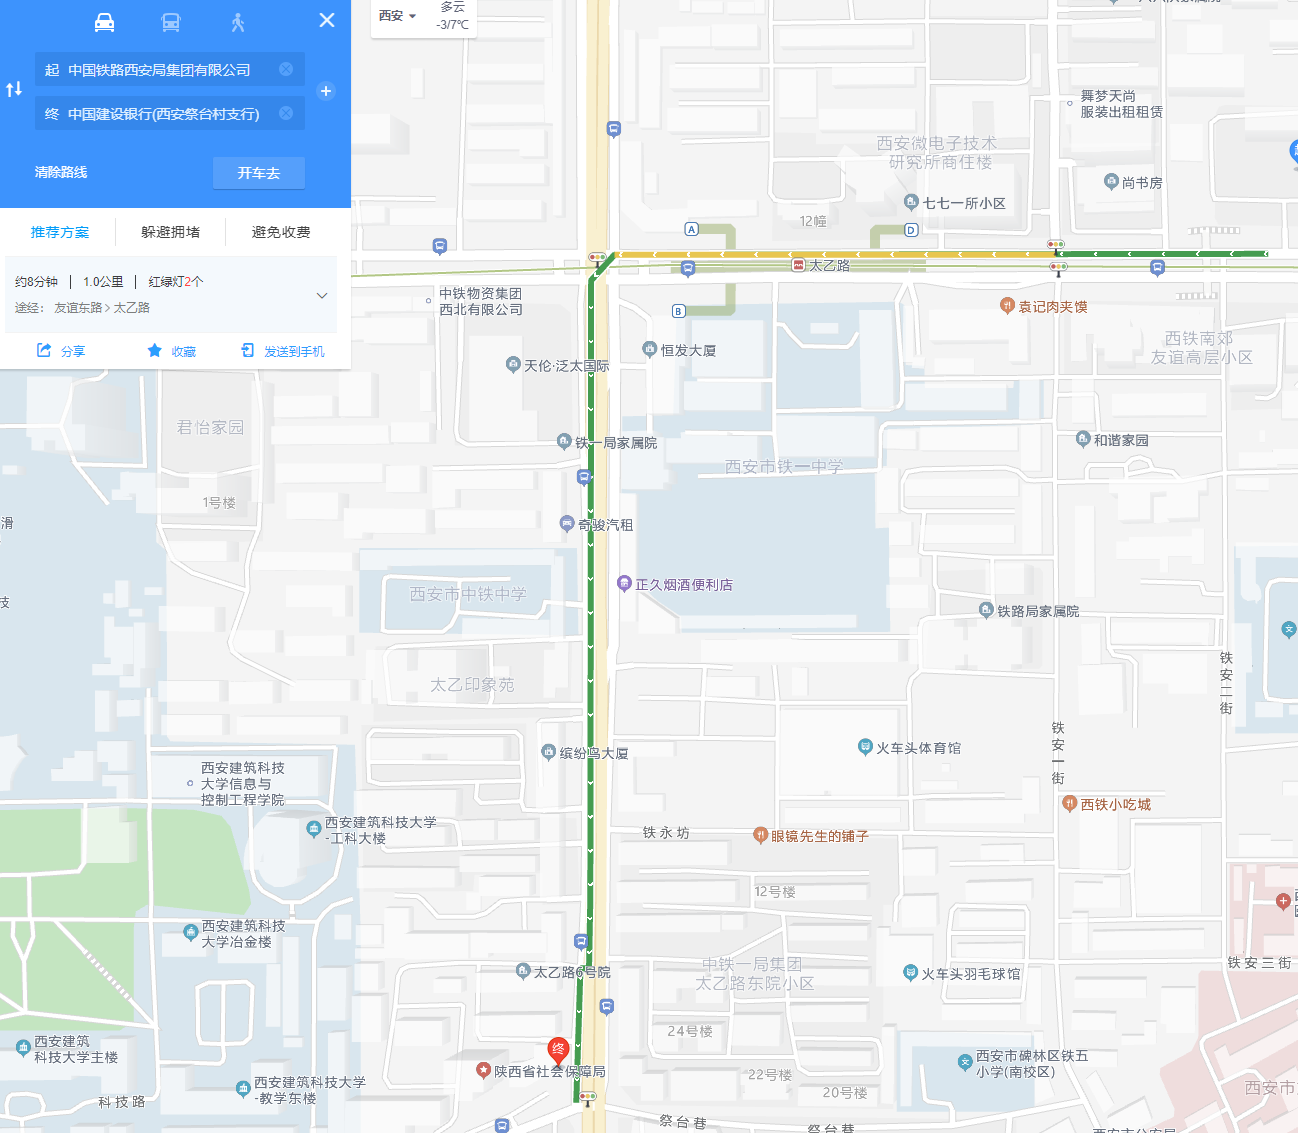 西安
多云
-3/7℃
起 中国铁路西安局集团有限公司
终 中国建设银行(西安祭台村支行)
清除路线
开车去
推荐方案
躲避拥堵
避免收费
约8分钟 | 1.0公里 | 红绿灯2个
途经： 友谊东路 > 太乙路
分享
收藏
发送到手机
舞梦天尚
服装出租租赁
西安微电子技术
研究所商住楼
尚书房
七七一所小区
12幢
A
D
太乙路
B
中铁物资集团
西北有限公司
袁记肉夹馍
西铁南郊
友谊高层小区
恒发大厦
天伦·泛太国际
君怡家园
铁一局家属院
和谐家园
西安市铁一中学
1号楼
滑
奇骏汽租
正久烟酒便利店
西安市中铁中学
技
铁路局家属院
文
铁安二街
太乙印象苑
铁安一街
缤纷鸟大厦
火车头体育馆
西安建筑科技
大学信息与
控制工程学院
西铁小吃城
西安建筑科技大学
-工科大楼
铁永坊
眼镜先生的铺子
12号楼
西安建筑科技
大学冶金楼
太乙路6号院
中铁一局集团
太乙路东院小区
火车头羽毛球馆
铁安三街
24号楼
西安建筑
科技大学主楼
终
陕西省社会保障局
西安市碑林区铁五
小学(南校区)
文
22号楼
20号楼
西安建筑科技大学
-教学东楼
科技路
西安市
祭台巷
祭台巷